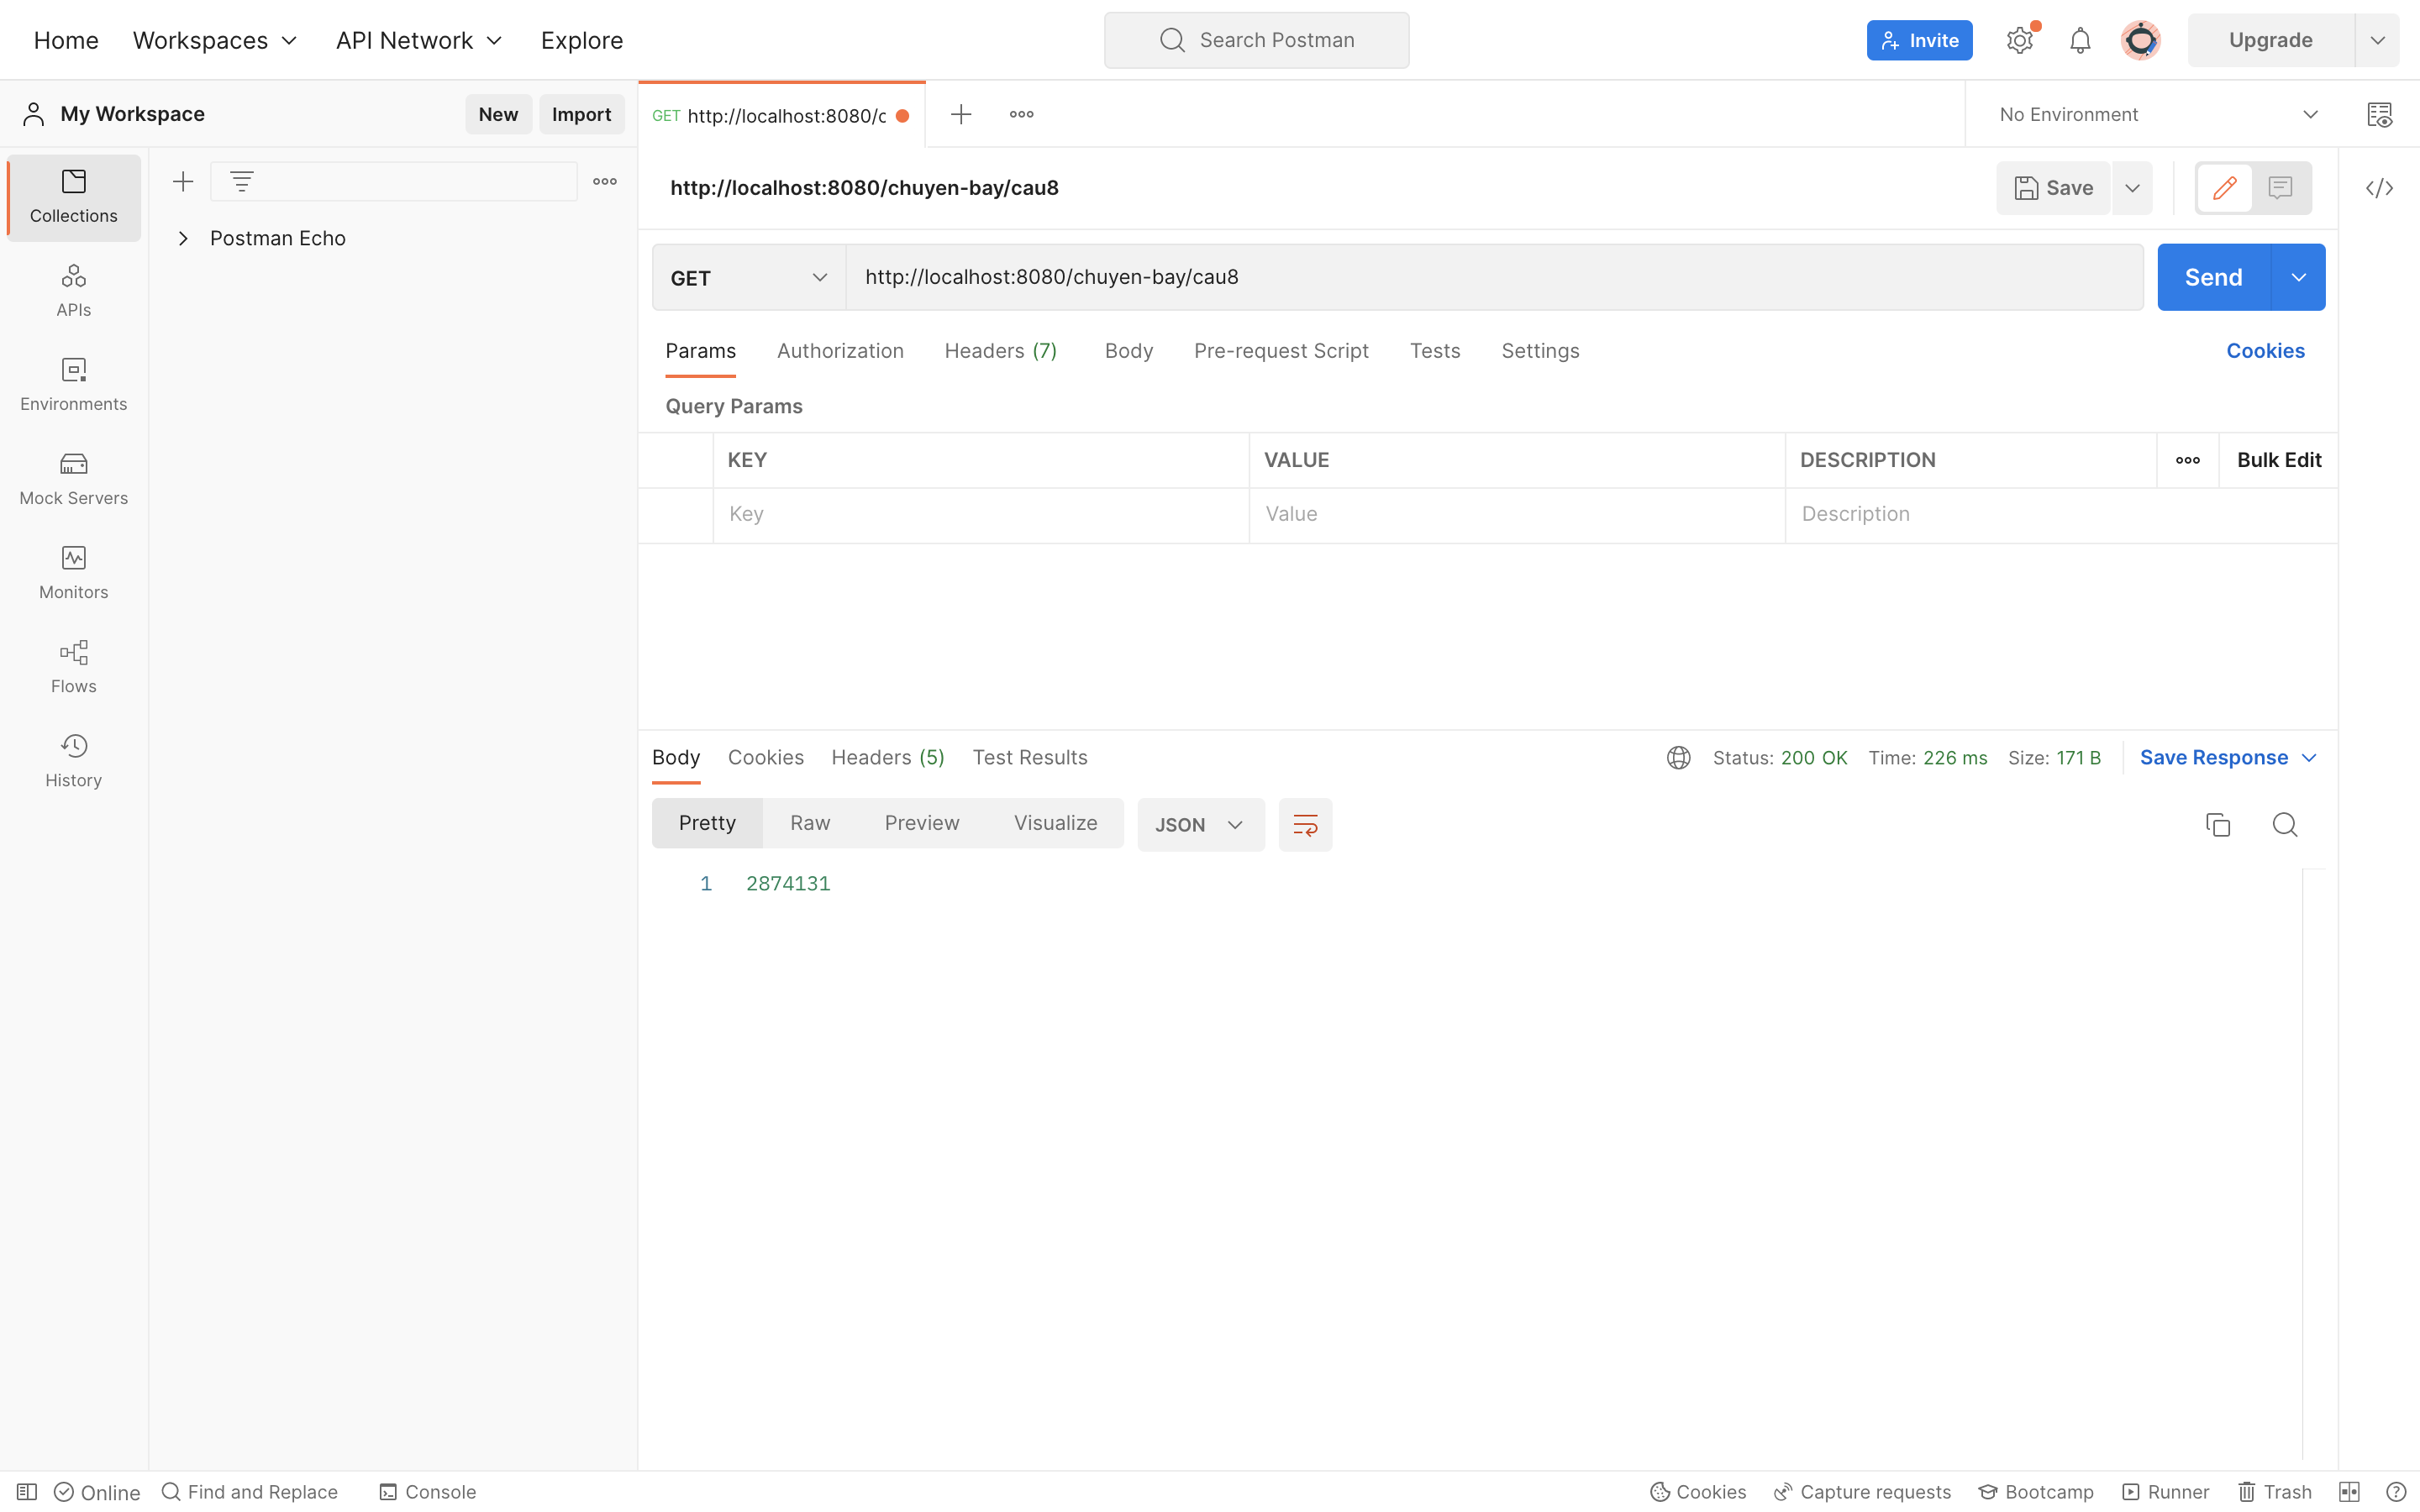 Home Workspaces API Network Explore Search Postman Invite Upgrade
My Workspace New Import GET http://localhost:8080/c No Environment
Collections
Postman Echo
APIs
Environments
Mock Servers
Monitors
Flows
History
http://localhost:8080/chuyen-bay/cau8 Save
GET http://localhost:8080/chuyen-bay/cau8 Send
Params Authorization Headers (7) Body Pre-request Script Tests Settings Cookies
Query Params
KEY VALUE DESCRIPTION Bulk Edit
Key Value Description
Body Cookies Headers (5) Test Results Status: 200 OK Time: 226 ms Size: 171 B Save Response
Pretty Raw Preview Visualize JSON
1 2874131
Online Find and Replace Console Cookies Capture requests Bootcamp Runner Trash